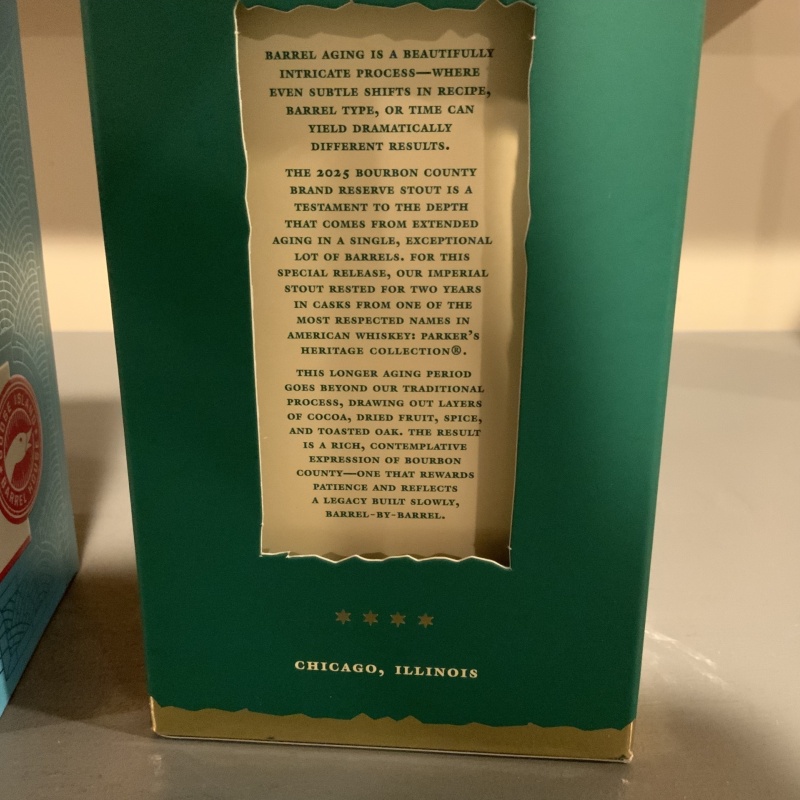 BARREL AGING IS A BEAUTIFULLY
INTRICATE PROCESS—WHERE
EVEN SUBTLE SHIFTS IN RECIPE,
BARREL TYPE, OR TIME CAN
YIELD DRAMATICALLY
DIFFERENT RESULTS.
THE 2025 BOURBON COUNTY
BRAND RESERVE STOUT IS A
TESTAMENT TO THE DEPTH
THAT COMES FROM EXTENDED
AGING IN A SINGLE, EXCEPTIONAL
LOT OF BARRELS. FOR THIS
SPECIAL RELEASE, OUR IMPERIAL
STOUT RESTED FOR TWO YEARS
IN CASKS FROM ONE OF THE
MOST RESPECTED NAMES IN
AMERICAN WHISKEY: PARKER'S
HERITAGE COLLECTION®.
THIS LONGER AGING PERIOD
GOES BEYOND OUR TRADITIONAL
PROCESS, DRAWING OUT LAYERS
OF COCOA, DRIED FRUIT, SPICE,
AND TOASTED OAK. THE RESULT
IS A RICH, CONTEMPLATIVE
EXPRESSION OF BOURBON
COUNTY—ONE THAT REWARDS
PATIENCE AND REFLECTS
A LEGACY BUILT SLOWLY,
BARREL-BY-BARREL.
CHICAGO, ILLINOIS
GOOSE ISLAND
BARREL HOUSE